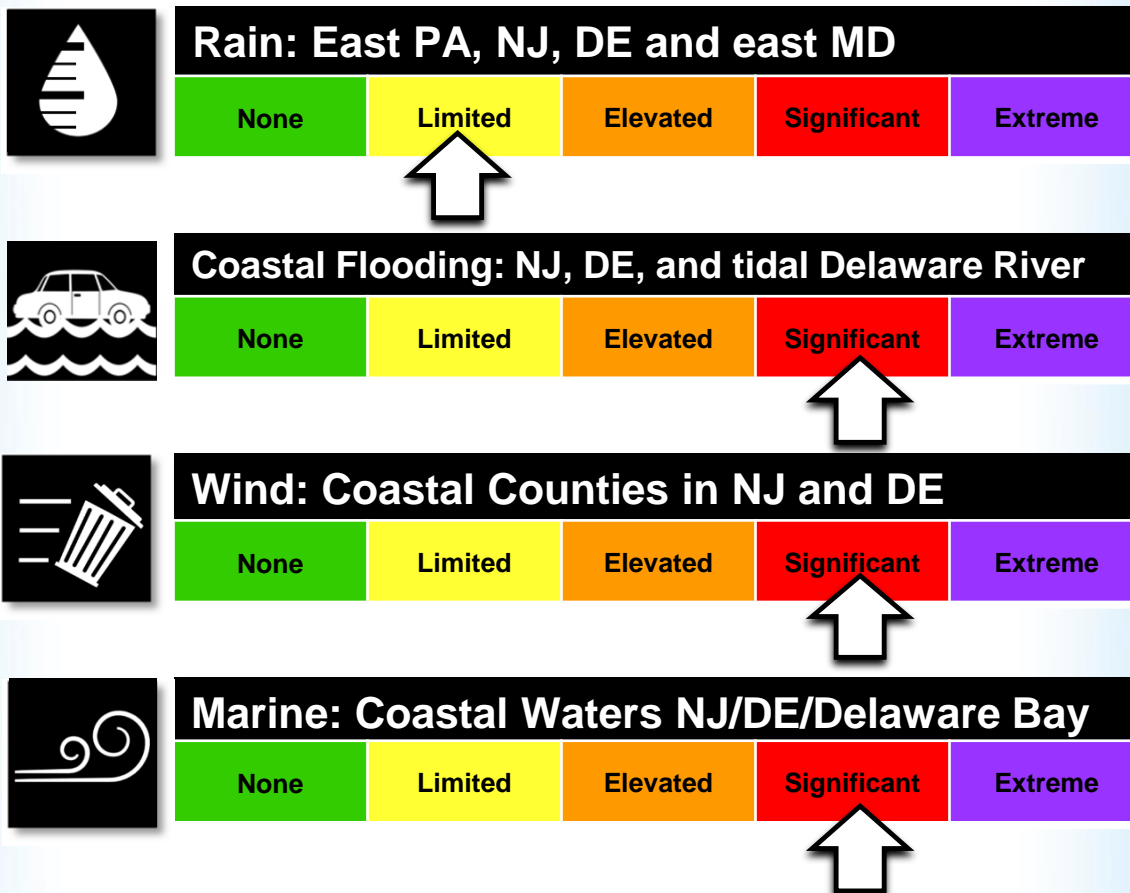 Rain: East PA, NJ, DE and east MD
None Limited Elevated Significant Extreme
Coastal Flooding: NJ, DE, and tidal Delaware River
None Limited Elevated Significant Extreme
Wind: Coastal Counties in NJ and DE
None Limited Elevated Significant Extreme
Marine: Coastal Waters NJ/DE/Delaware Bay
None Limited Elevated Significant Extreme